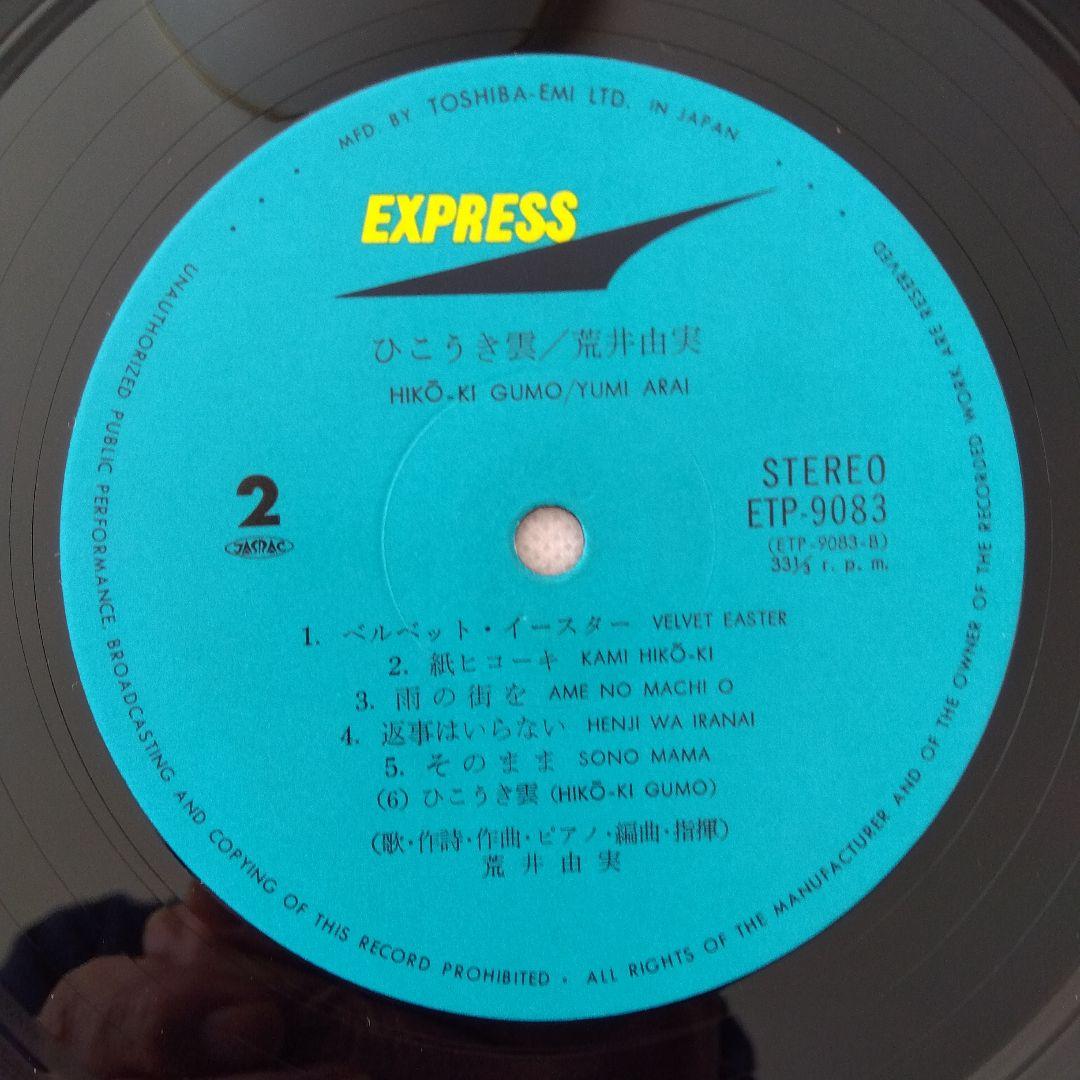 MFD. BY TOSHIBA-EMI LTD. IN JAPAN
EXPRESS
ひこうき雲／荒井由実
HIKŌ-KI GUMO/YUMI ARAI
2
JASRAC
STEREO
ETP-9083
(ETP-9083-B)
33⅓ r. p. m.
1. ベルベット・イースター VELVET EASTER
2. 紙ヒコーキ KAMI HIKŌ-KI
3. 雨の街を AME NO MACHI O
4. 返事はいらない HENJI WA IRANAI
5. そのまま SONO MAMA
(6) ひこうき雲 (HIKŌ-KI GUMO)
(歌・作詩・作曲・ピアノ・編曲・指揮)
荒井由実
UNAUTHORIZED PUBLIC PERFORMANCE, BROADCASTING AND COPYING OF THIS RECORD PROHIBITED • ALL RIGHTS OF THE MANUFACTURER AND OF THE OWNER OF THE RECORDED WORK ARE RESERVED